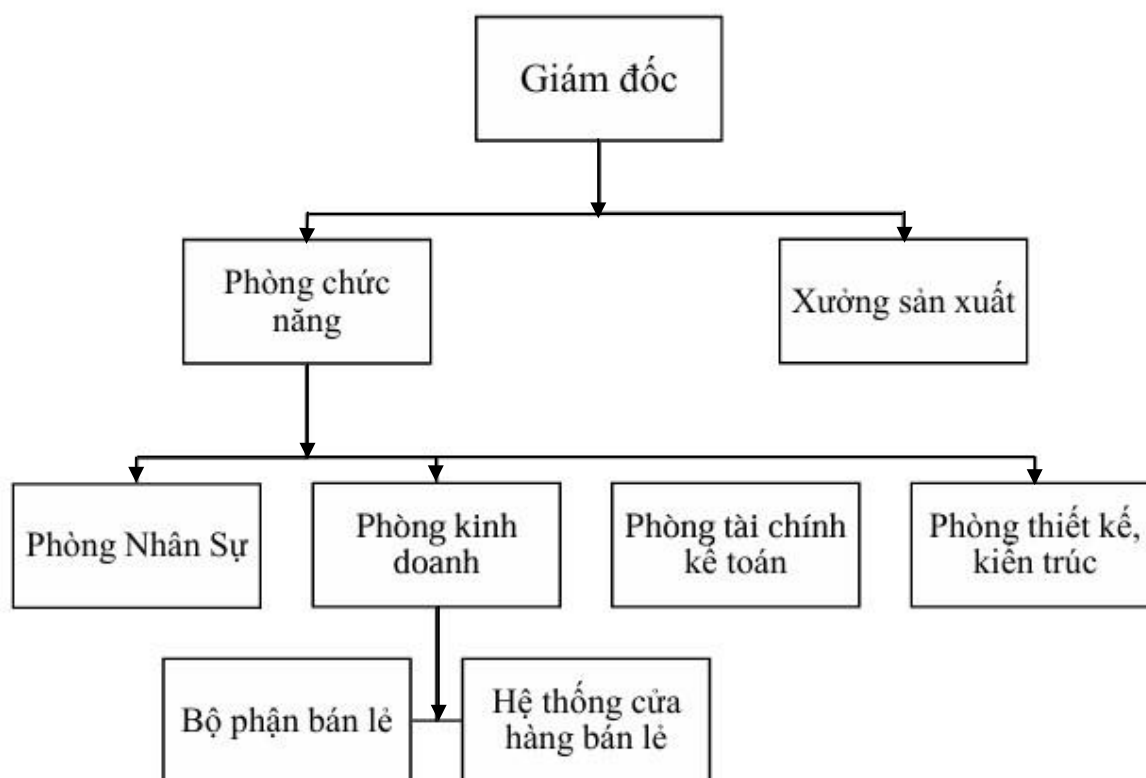 Giám đốc
Phòng chức
năng
Xưởng sản xuất
Phòng Nhân Sự
Phòng kinh
doanh
Phòng tài chính
kế toán
Phòng thiết kế,
kiến trúc
Bộ phận bán lẻ
Hệ thống cửa
hàng bán lẻ